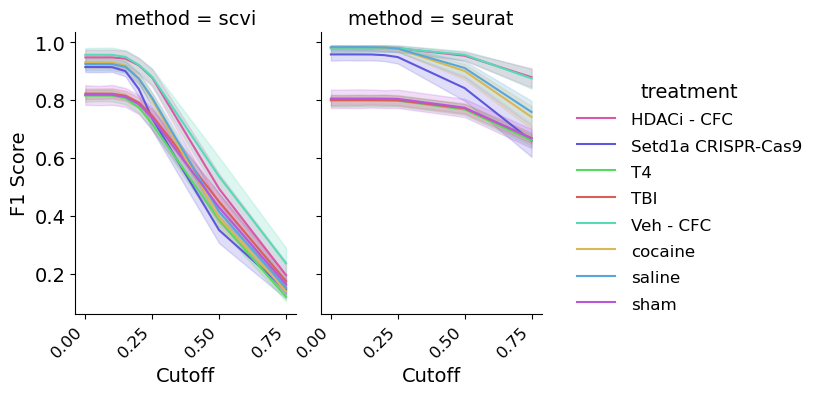 method = scvi
method = seurat
F1 Score
1.0
0.8
0.6
0.4
0.2
0.00
0.25
0.50
0.75
Cutoff
0.00
0.25
0.50
0.75
Cutoff
treatment
HDACi - CFC
Setd1a CRISPR-Cas9
T4
TBI
Veh - CFC
cocaine
saline
sham